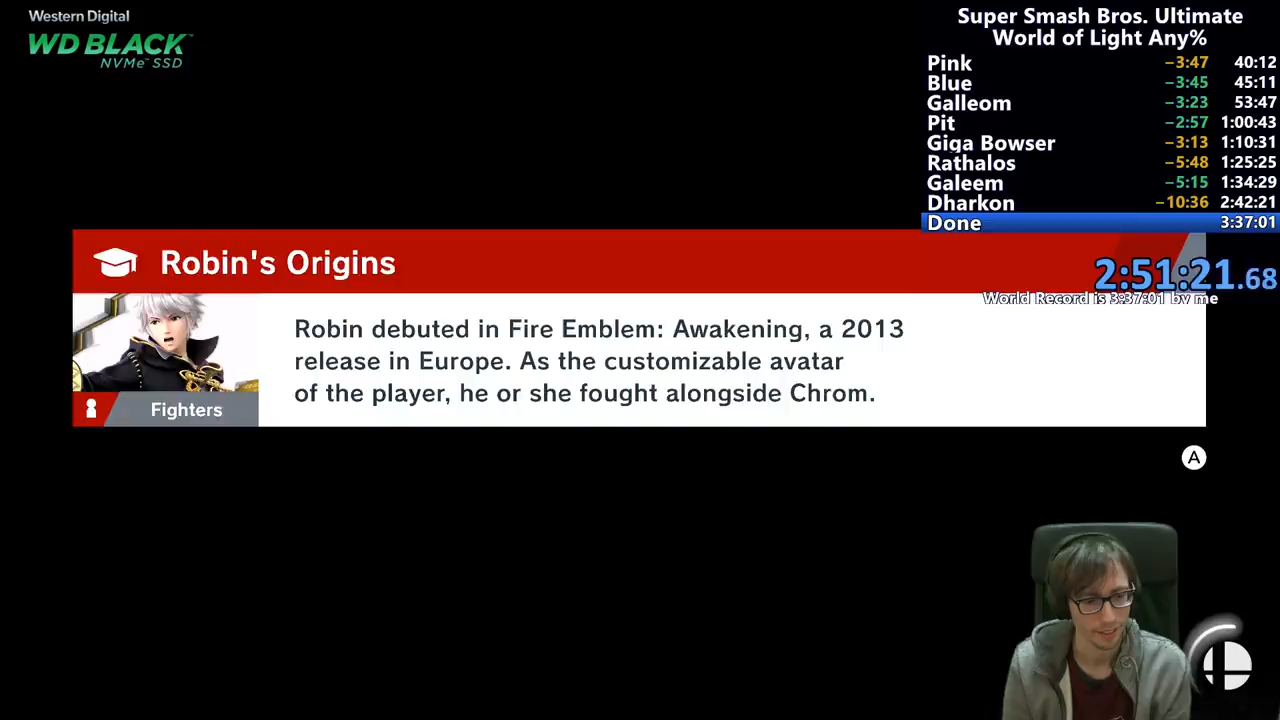 Western Digital
WD BLACK™
NVMe™ SSD
Super Smash Bros. Ultimate
World of Light Any%
Pink -3:47 40:12
Blue -3:45 45:11
Galleom -3:23 53:47
Pit -2:57 1:00:43
Giga Bowser -3:13 1:10:31
Rathalos -5:48 1:25:25
Galeem -5:15 1:34:29
Dharkon -10:36 2:42:21
Done 3:37:01
2:51:21.68
World Record is 3:37:01 by me
Robin's Origins
Robin debuted in Fire Emblem: Awakening, a 2013
release in Europe. As the customizable avatar
of the player, he or she fought alongside Chrom.
Fighters
A